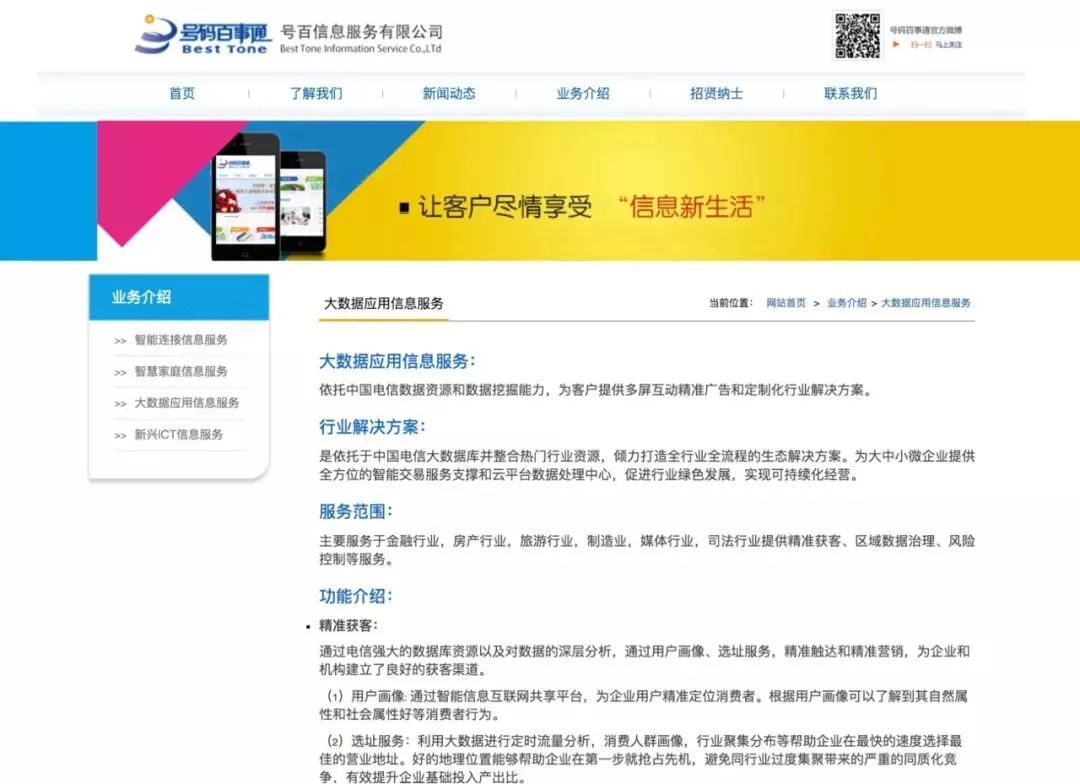 号码百事通 号百信息服务有限公司
Best Tone Best Tone Information Service Co.,Ltd
号码百事通官方微博
扫一扫 马上关注
首页 了解我们 新闻动态 业务介绍 招贤纳士 联系我们
■ 让客户尽情享受 “信息新生活”
业务介绍
>> 智能连接信息服务
>> 智慧家庭信息服务
>> 大数据应用信息服务
>> 新兴ICT信息服务
大数据应用信息服务 当前位置: 网站首页 > 业务介绍 > 大数据应用信息服务
大数据应用信息服务:
依托中国电信数据资源和数据挖掘能力，为客户提供多屏互动精准广告和定制化行业解决方案。
行业解决方案:
是依托于中国电信大数据库并整合热门行业资源，倾力打造全行业全流程的生态解决方案。为大中小微企业提供
全方位的智能交易服务支撑和云平台数据处理中心，促进行业绿色发展，实现可持续化经营。
服务范围:
主要服务于金融行业，房产行业，旅游行业，制造业，媒体行业，司法行业提供精准获客、区域数据治理、风险
控制等服务。
功能介绍:
▪ 精准获客:
通过电信强大的数据库资源以及对数据的深层分析，通过用户画像、选址服务，精准触达和精准营销，为企业和
机构建立了良好的获客渠道。
（1）用户画像: 通过智能信息互联网共享平台，为企业用户精准定位消费者。根据用户画像可以了解到其自然属
性和社会属性好等消费者行为。
（2）选址服务：利用大数据进行定时流量分析，消费人群画像，行业聚集分布等帮助企业在最快的速度选择最
佳的营业地址。好的地理位置能够帮助企业在第一步就抢占先机，避免同行业过度集聚带来的严重的同质化竞
争、有效提升企业基础投入产出比。